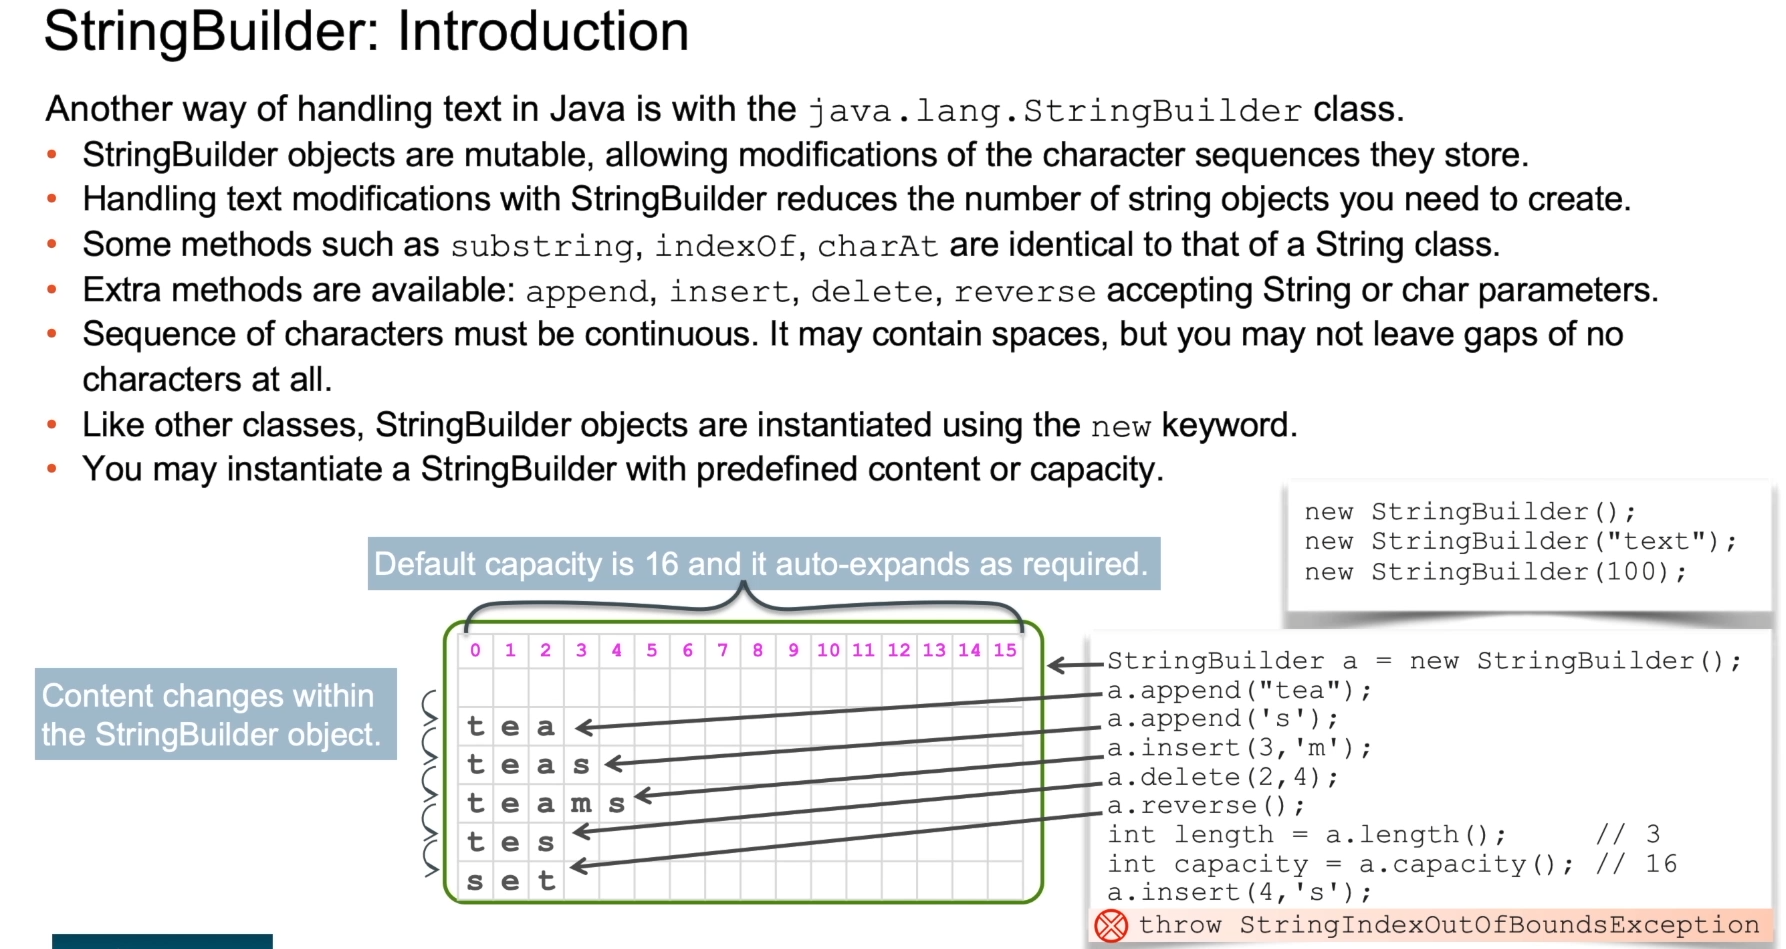 StringBuilder: Introduction
Another way of handling text in Java is with the java.lang.StringBuilder class.
• StringBuilder objects are mutable, allowing modifications of the character sequences they store.
• Handling text modifications with StringBuilder reduces the number of string objects you need to create.
• Some methods such as substring, indexOf, charAt are identical to that of a String class.
• Extra methods are available: append, insert, delete, reverse accepting String or char parameters.
• Sequence of characters must be continuous. It may contain spaces, but you may not leave gaps of no
characters at all.
• Like other classes, StringBuilder objects are instantiated using the new keyword.
• You may instantiate a StringBuilder with predefined content or capacity.
new StringBuilder();
new StringBuilder("text");
new StringBuilder(100);
Default capacity is 16 and it auto-expands as required.
Content changes within
the StringBuilder object.
0 1 2 3 4 5 6 7 8 9 10 11 12 13 14 15
t e a
t e a s
t e a m s
t e s
s e t
StringBuilder a = new StringBuilder();
a.append("tea");
a.append('s');
a.insert(3,'m');
a.delete(2,4);
a.reverse();
int length = a.length(); // 3
int capacity = a.capacity(); // 16
a.insert(4,'s');
throw StringIndexOutOfBoundsException